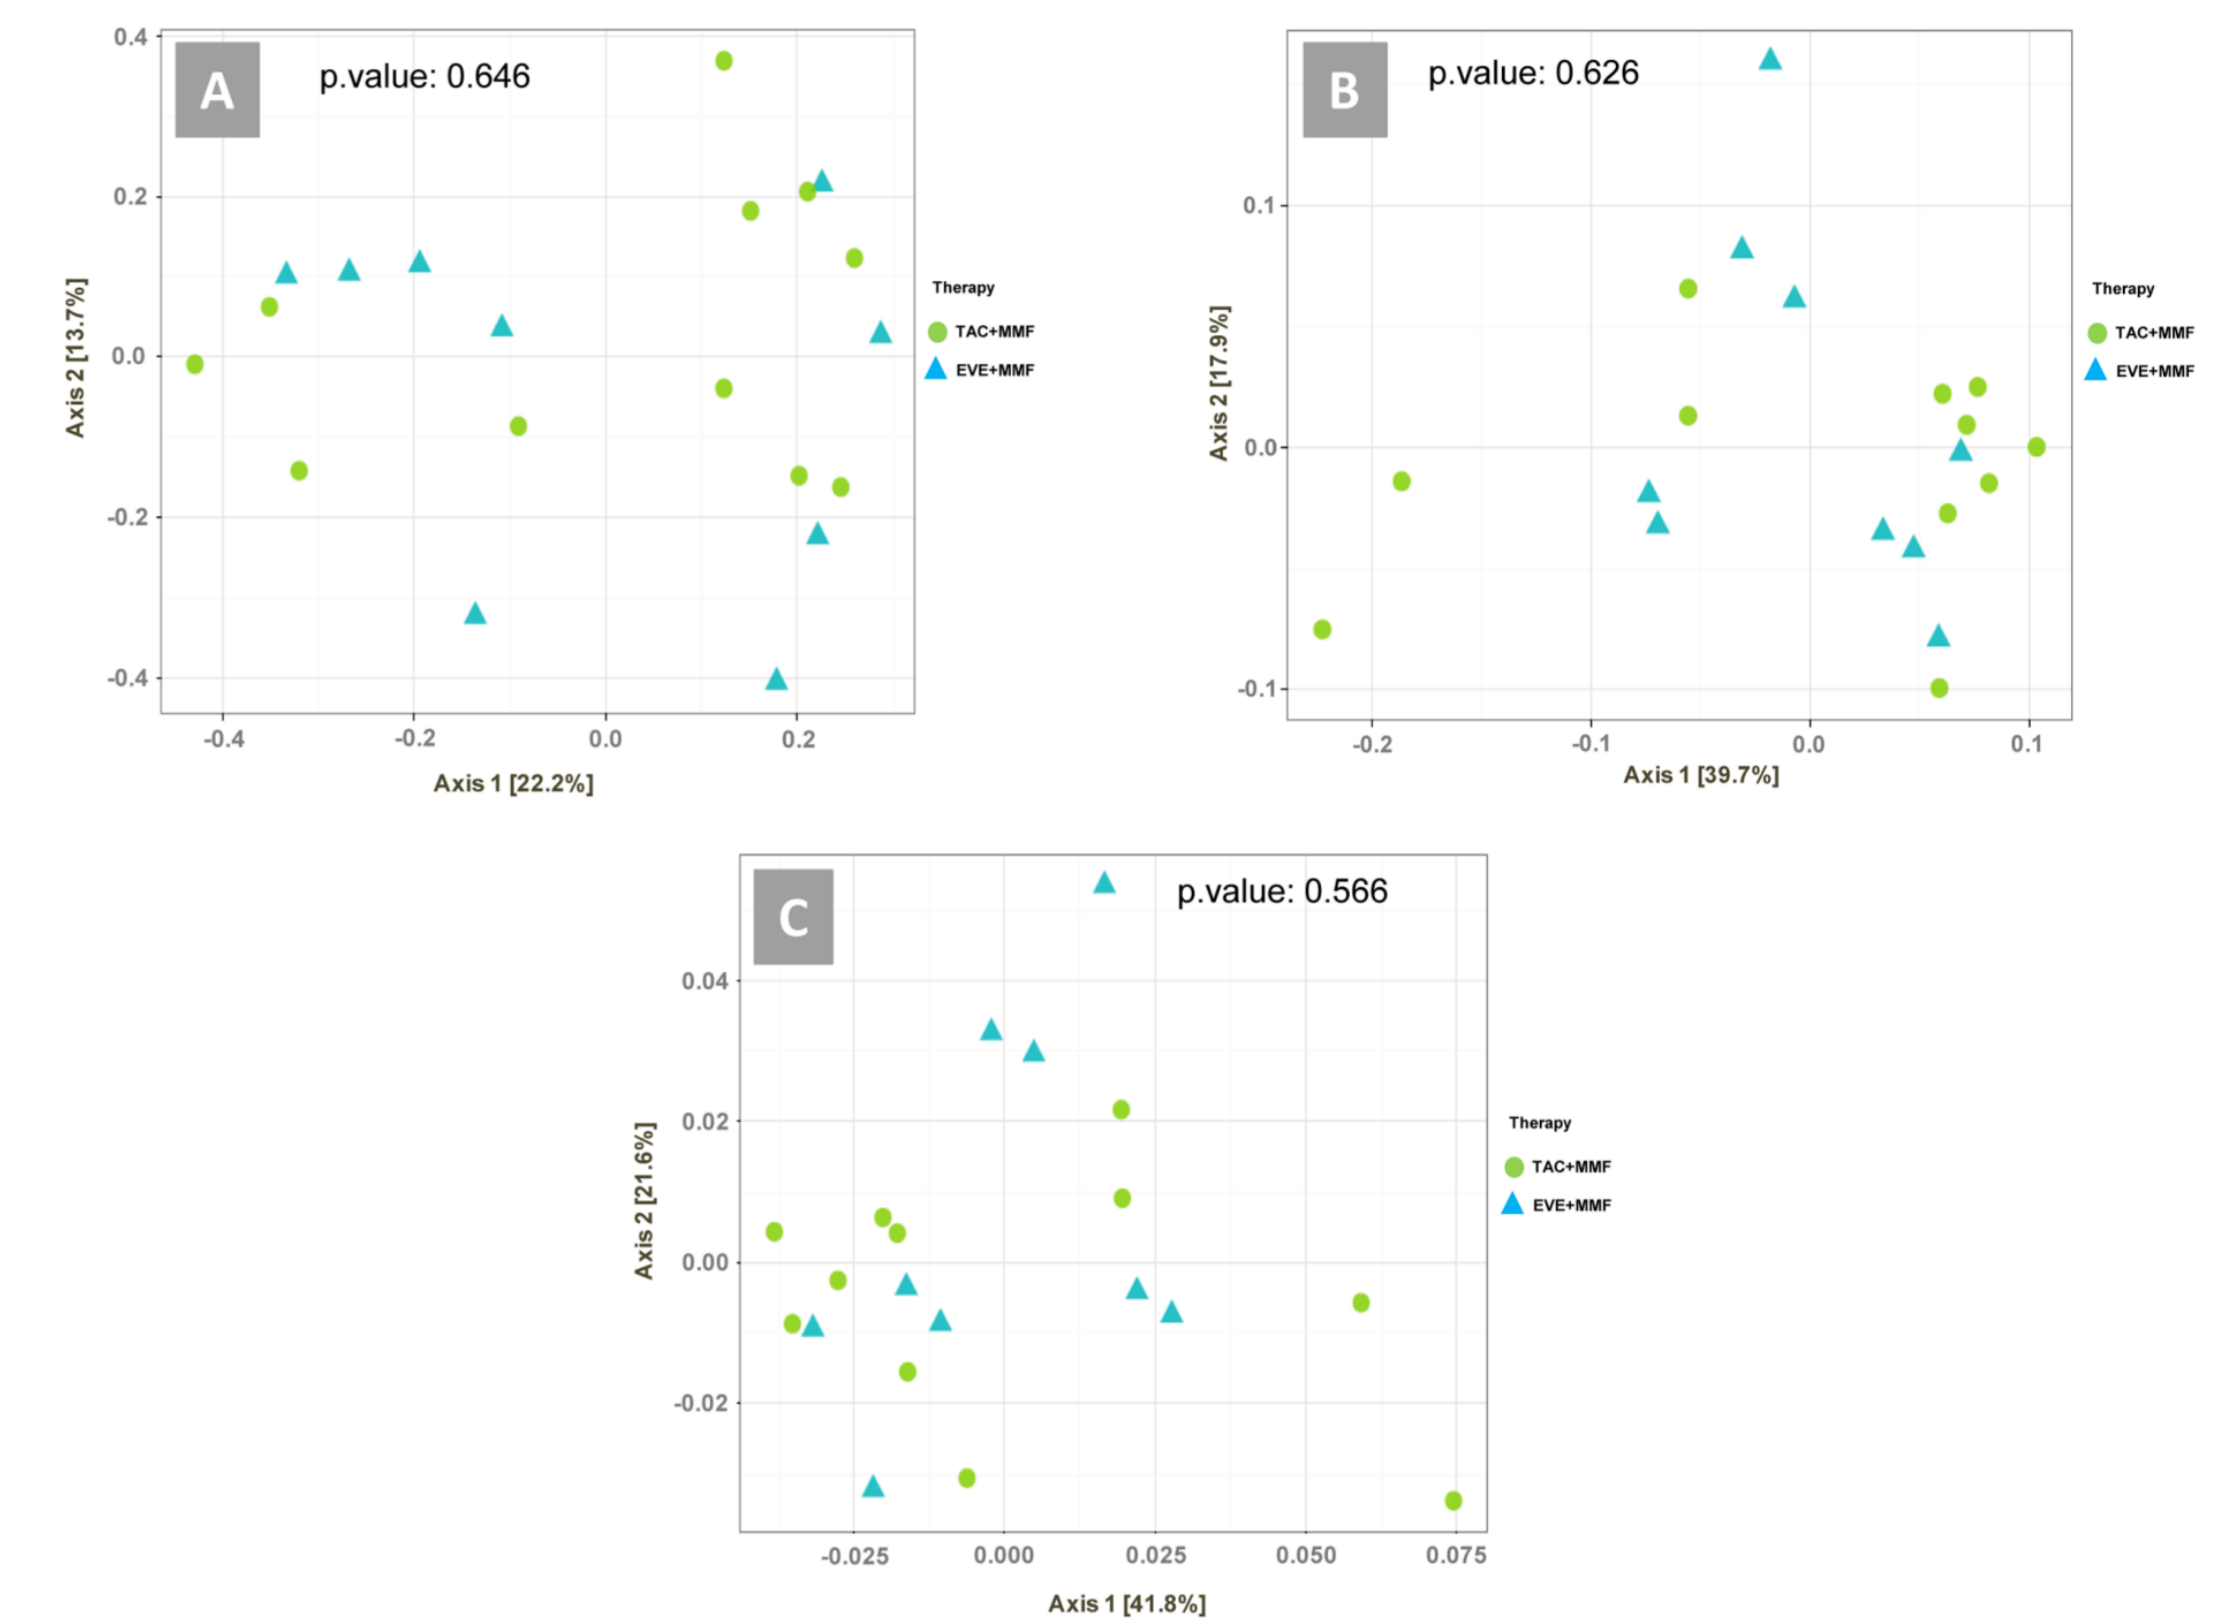 A
p.value: 0.646
0.4
0.2
0.0
-0.2
-0.4
Axis 2 [13.7%]
-0.4 -0.2 0.0 0.2
Axis 1 [22.2%]
Therapy
TAC+MMF
EVE+MMF
B
p.value: 0.626
0.1
0.0
-0.1
Axis 2 [17.9%]
-0.2 -0.1 0.0 0.1
Axis 1 [39.7%]
Therapy
TAC+MMF
EVE+MMF
C
p.value: 0.566
0.04
0.02
0.00
-0.02
Axis 2 [21.6%]
-0.025 0.000 0.025 0.050 0.075
Axis 1 [41.8%]
Therapy
TAC+MMF
EVE+MMF